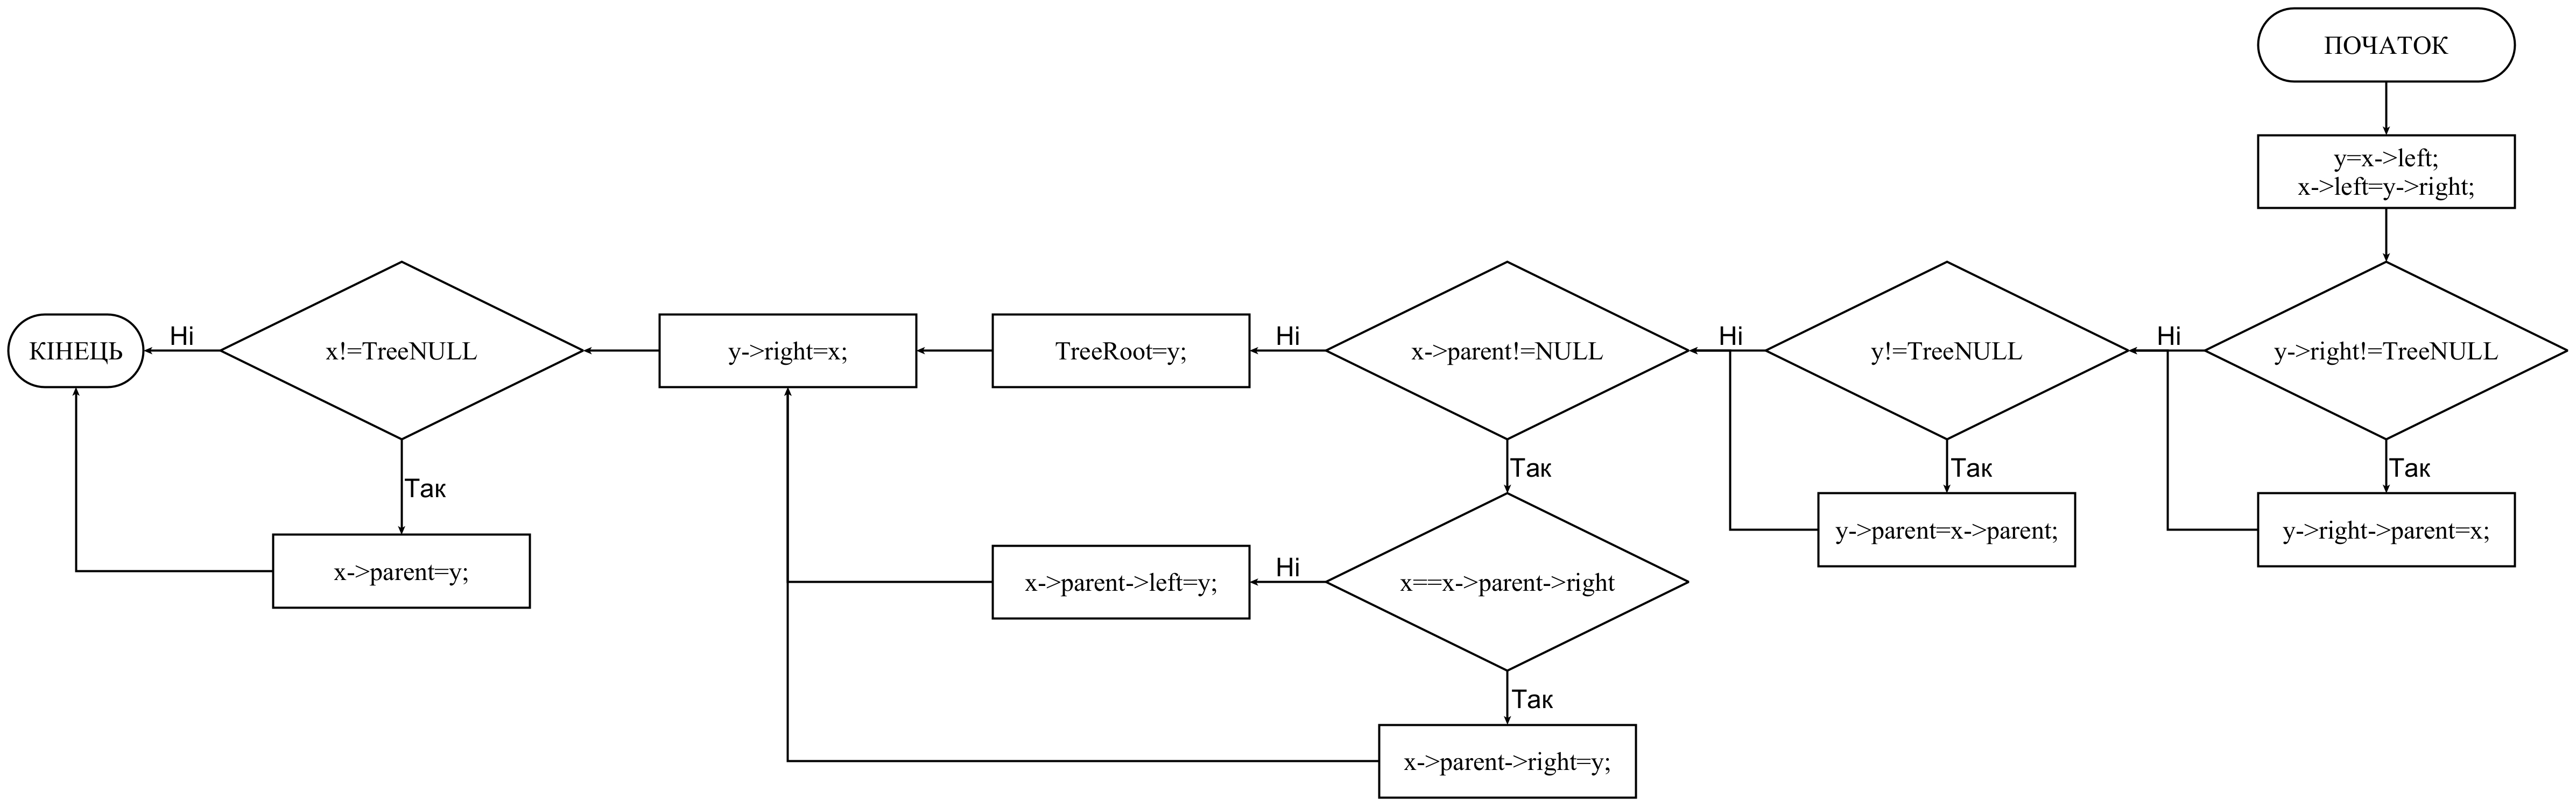 ПОЧАТОК
y=x->left;
x->left=y->right;
y->right!=TreeNULL
Ні
Так
y->right->parent=x;
y!=TreeNULL
Ні
Так
y->parent=x->parent;
x->parent!=NULL
Ні
Так
TreeRoot=y;
x==x->parent->right
Ні
Так
x->parent->left=y;
x->parent->right=y;
y->right=x;
x!=TreeNULL
Ні
Так
x->parent=y;
КІНЕЦЬ